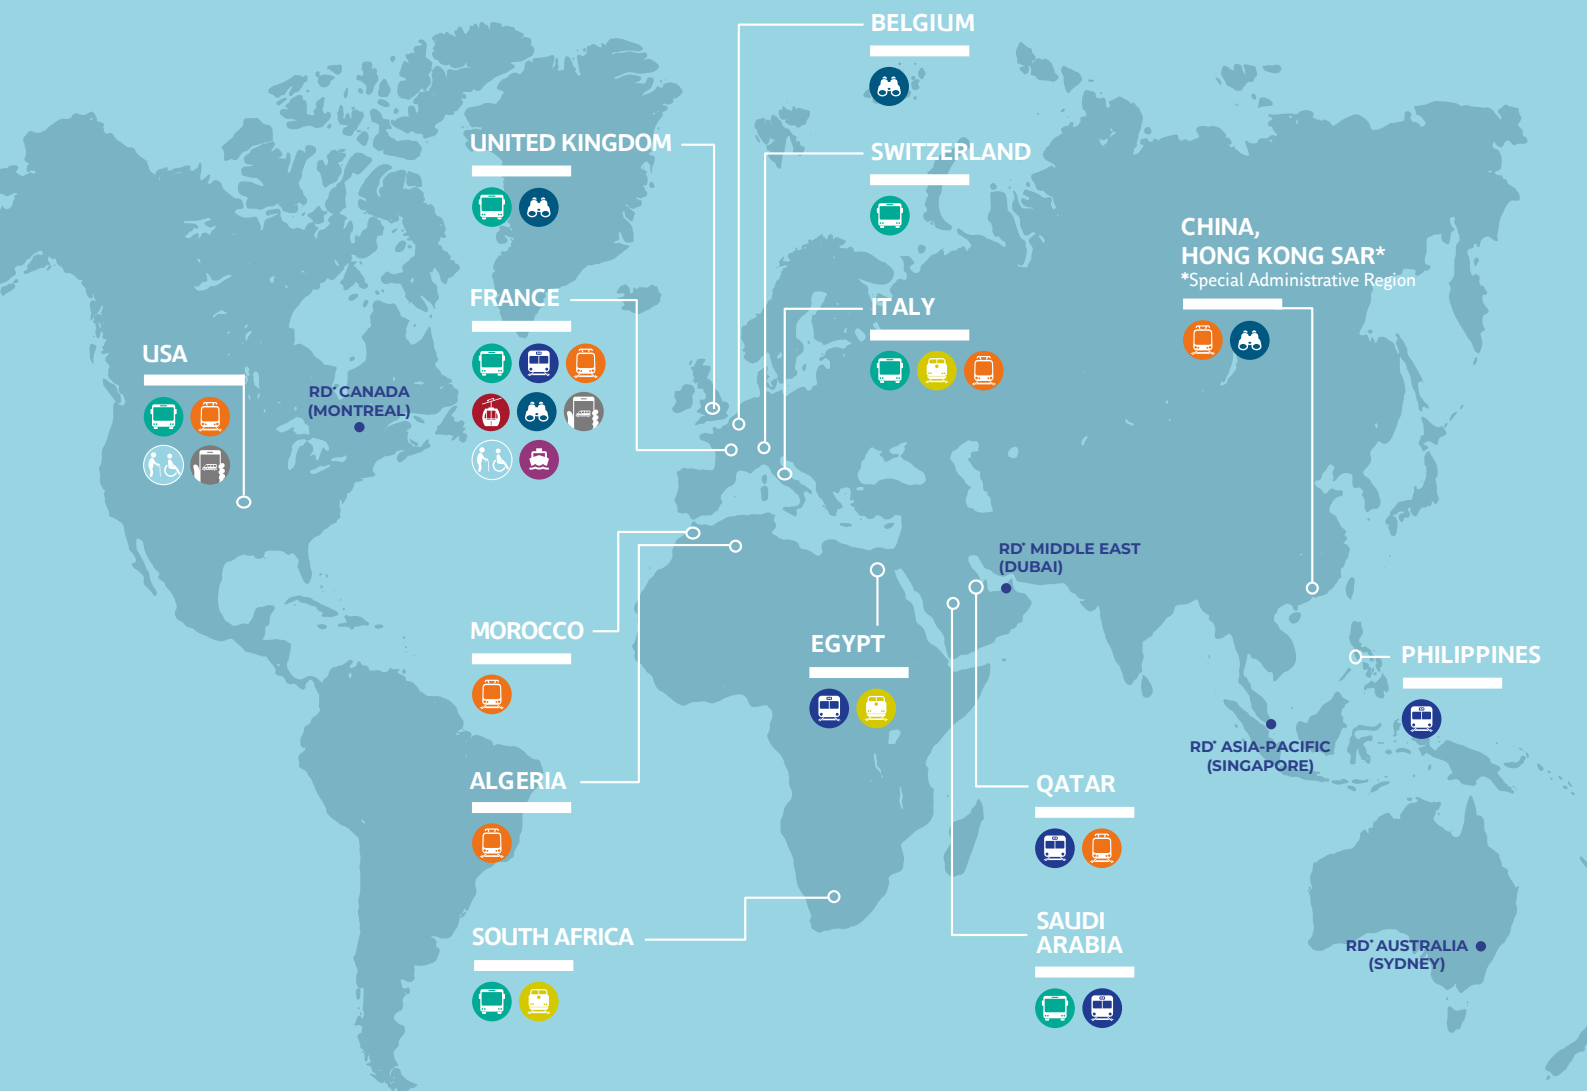 BELGIUM
UNITED KINGDOM
SWITZERLAND
CHINA,
HONG KONG SAR*
*Special Administrative Region
FRANCE
ITALY
USA
RD* CANADA
(MONTREAL)
RD* MIDDLE EAST
(DUBAI)
MOROCCO
EGYPT
PHILIPPINES
RD* ASIA-PACIFIC
(SINGAPORE)
ALGERIA
QATAR
SOUTH AFRICA
SAUDI
ARABIA
RD* AUSTRALIA
(SYDNEY)